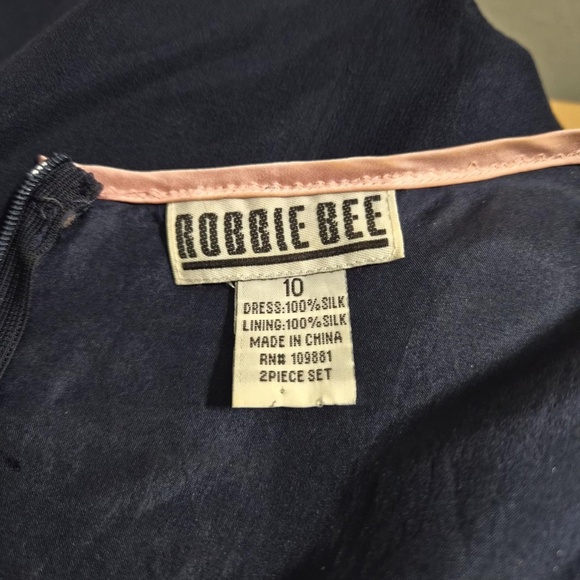 ROBBIE BEE
10
DRESS:100%SILK
LINING:100%SILK
MADE IN CHINA
RN# 109881
2PIECE SET